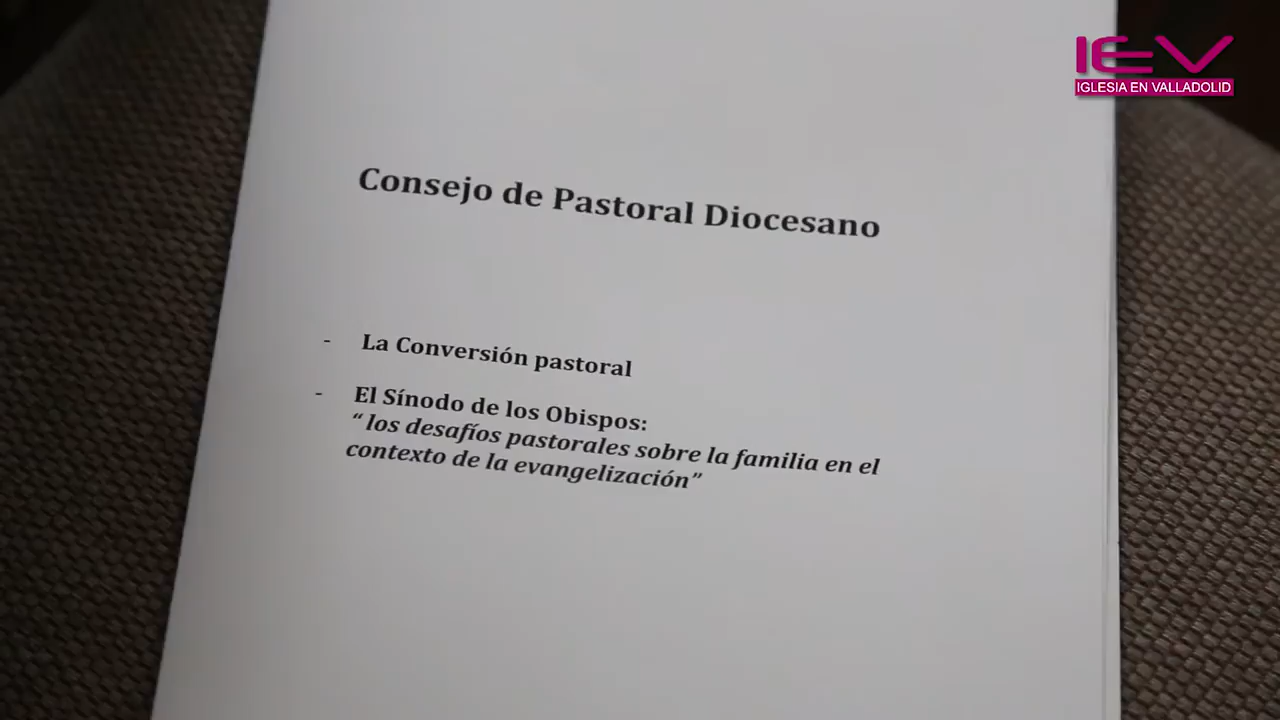 IEV
IGLESIA EN VALLADOLID
Consejo de Pastoral Diocesano
- La Conversión pastoral
- El Sínodo de los Obispos:
“ los desafíos pastorales sobre la familia en el
contexto de la evangelización”